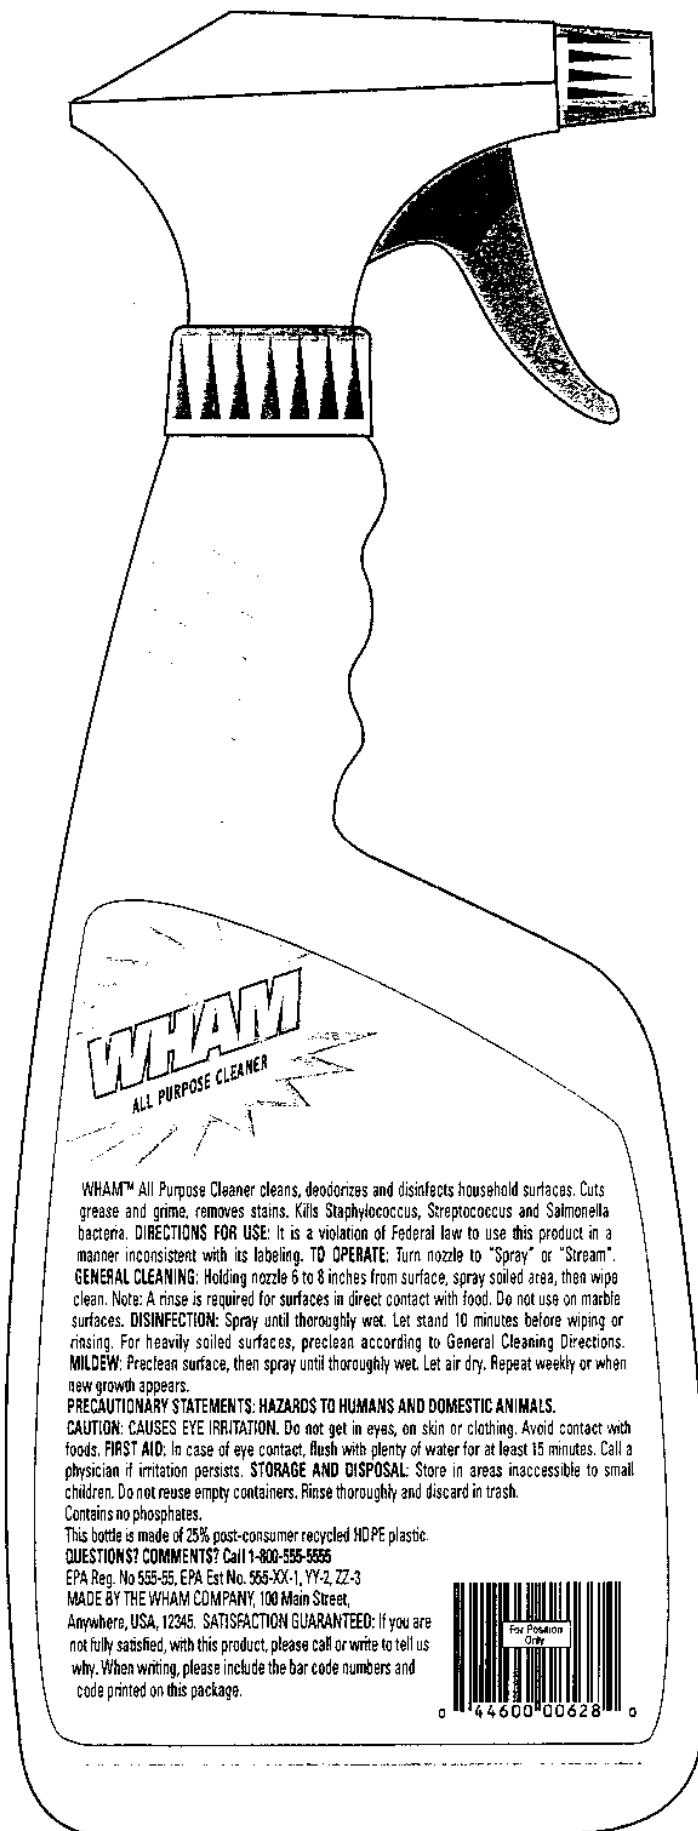 WHAM
ALL PURPOSE CLEANER
WHAM™ All Purpose Cleaner cleans, deodorizes and disinfects household surfaces. Cuts
grease and grime, removes stains. Kills Staphylococcus, Streptococcus and Salmonella
bacteria. DIRECTIONS FOR USE: It is a violation of Federal law to use this product in a
manner inconsistent with its labeling. TO OPERATE: Turn nozzle to "Spray" or "Stream".
GENERAL CLEANING: Holding nozzle 6 to 8 inches from surface, spray soiled area, then wipe
clean. Note: A rinse is required for surfaces in direct contact with food. Do not use on marble
surfaces. DISINFECTION: Spray until thoroughly wet. Let stand 10 minutes before wiping or
rinsing. For heavily soiled surfaces, preclean according to General Cleaning Directions.
MILDEW: Preclean surface, then spray until thoroughly wet. Let air dry. Repeat weekly or when
new growth appears.
PRECAUTIONARY STATEMENTS: HAZARDS TO HUMANS AND DOMESTIC ANIMALS.
CAUTION: CAUSES EYE IRRITATION. Do not get in eyes, on skin or clothing. Avoid contact with
foods. FIRST AID: In case of eye contact, flush with plenty of water for at least 15 minutes. Call a
physician if irritation persists. STORAGE AND DISPOSAL: Store in areas inaccessible to small
children. Do not reuse empty containers. Rinse thoroughly and discard in trash.
Contains no phosphates.
This bottle is made of 25% post-consumer recycled HDPE plastic.
QUESTIONS? COMMENTS? Call 1-800-555-5555
EPA Reg. No 555-55, EPA Est No. 555-XX-1, YY-2, ZZ-3
MADE BY THE WHAM COMPANY, 100 Main Street,
Anywhere, USA, 12345. SATISFACTION GUARANTEED: If you are
not fully satisfied, with this product, please call or write to tell us
why. When writing, please include the bar code numbers and
code printed on this package.
For Position
Only
0 44600 00628 0